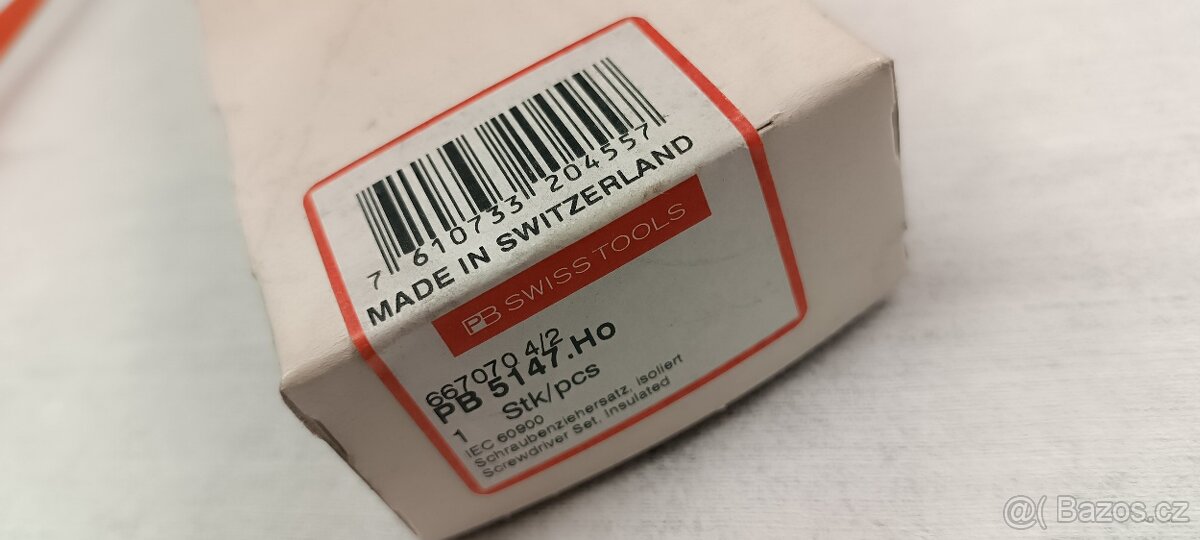 7 610733 204557
MADE IN SWITZERLAND
PB SWISS TOOLS
667070 4/2
PB 5147.Ho
1 Stk/pcs
IEC 60900
Schraubenziehersatz, isoliert
Screwdriver Set, Insulated
@( Bazos.cz